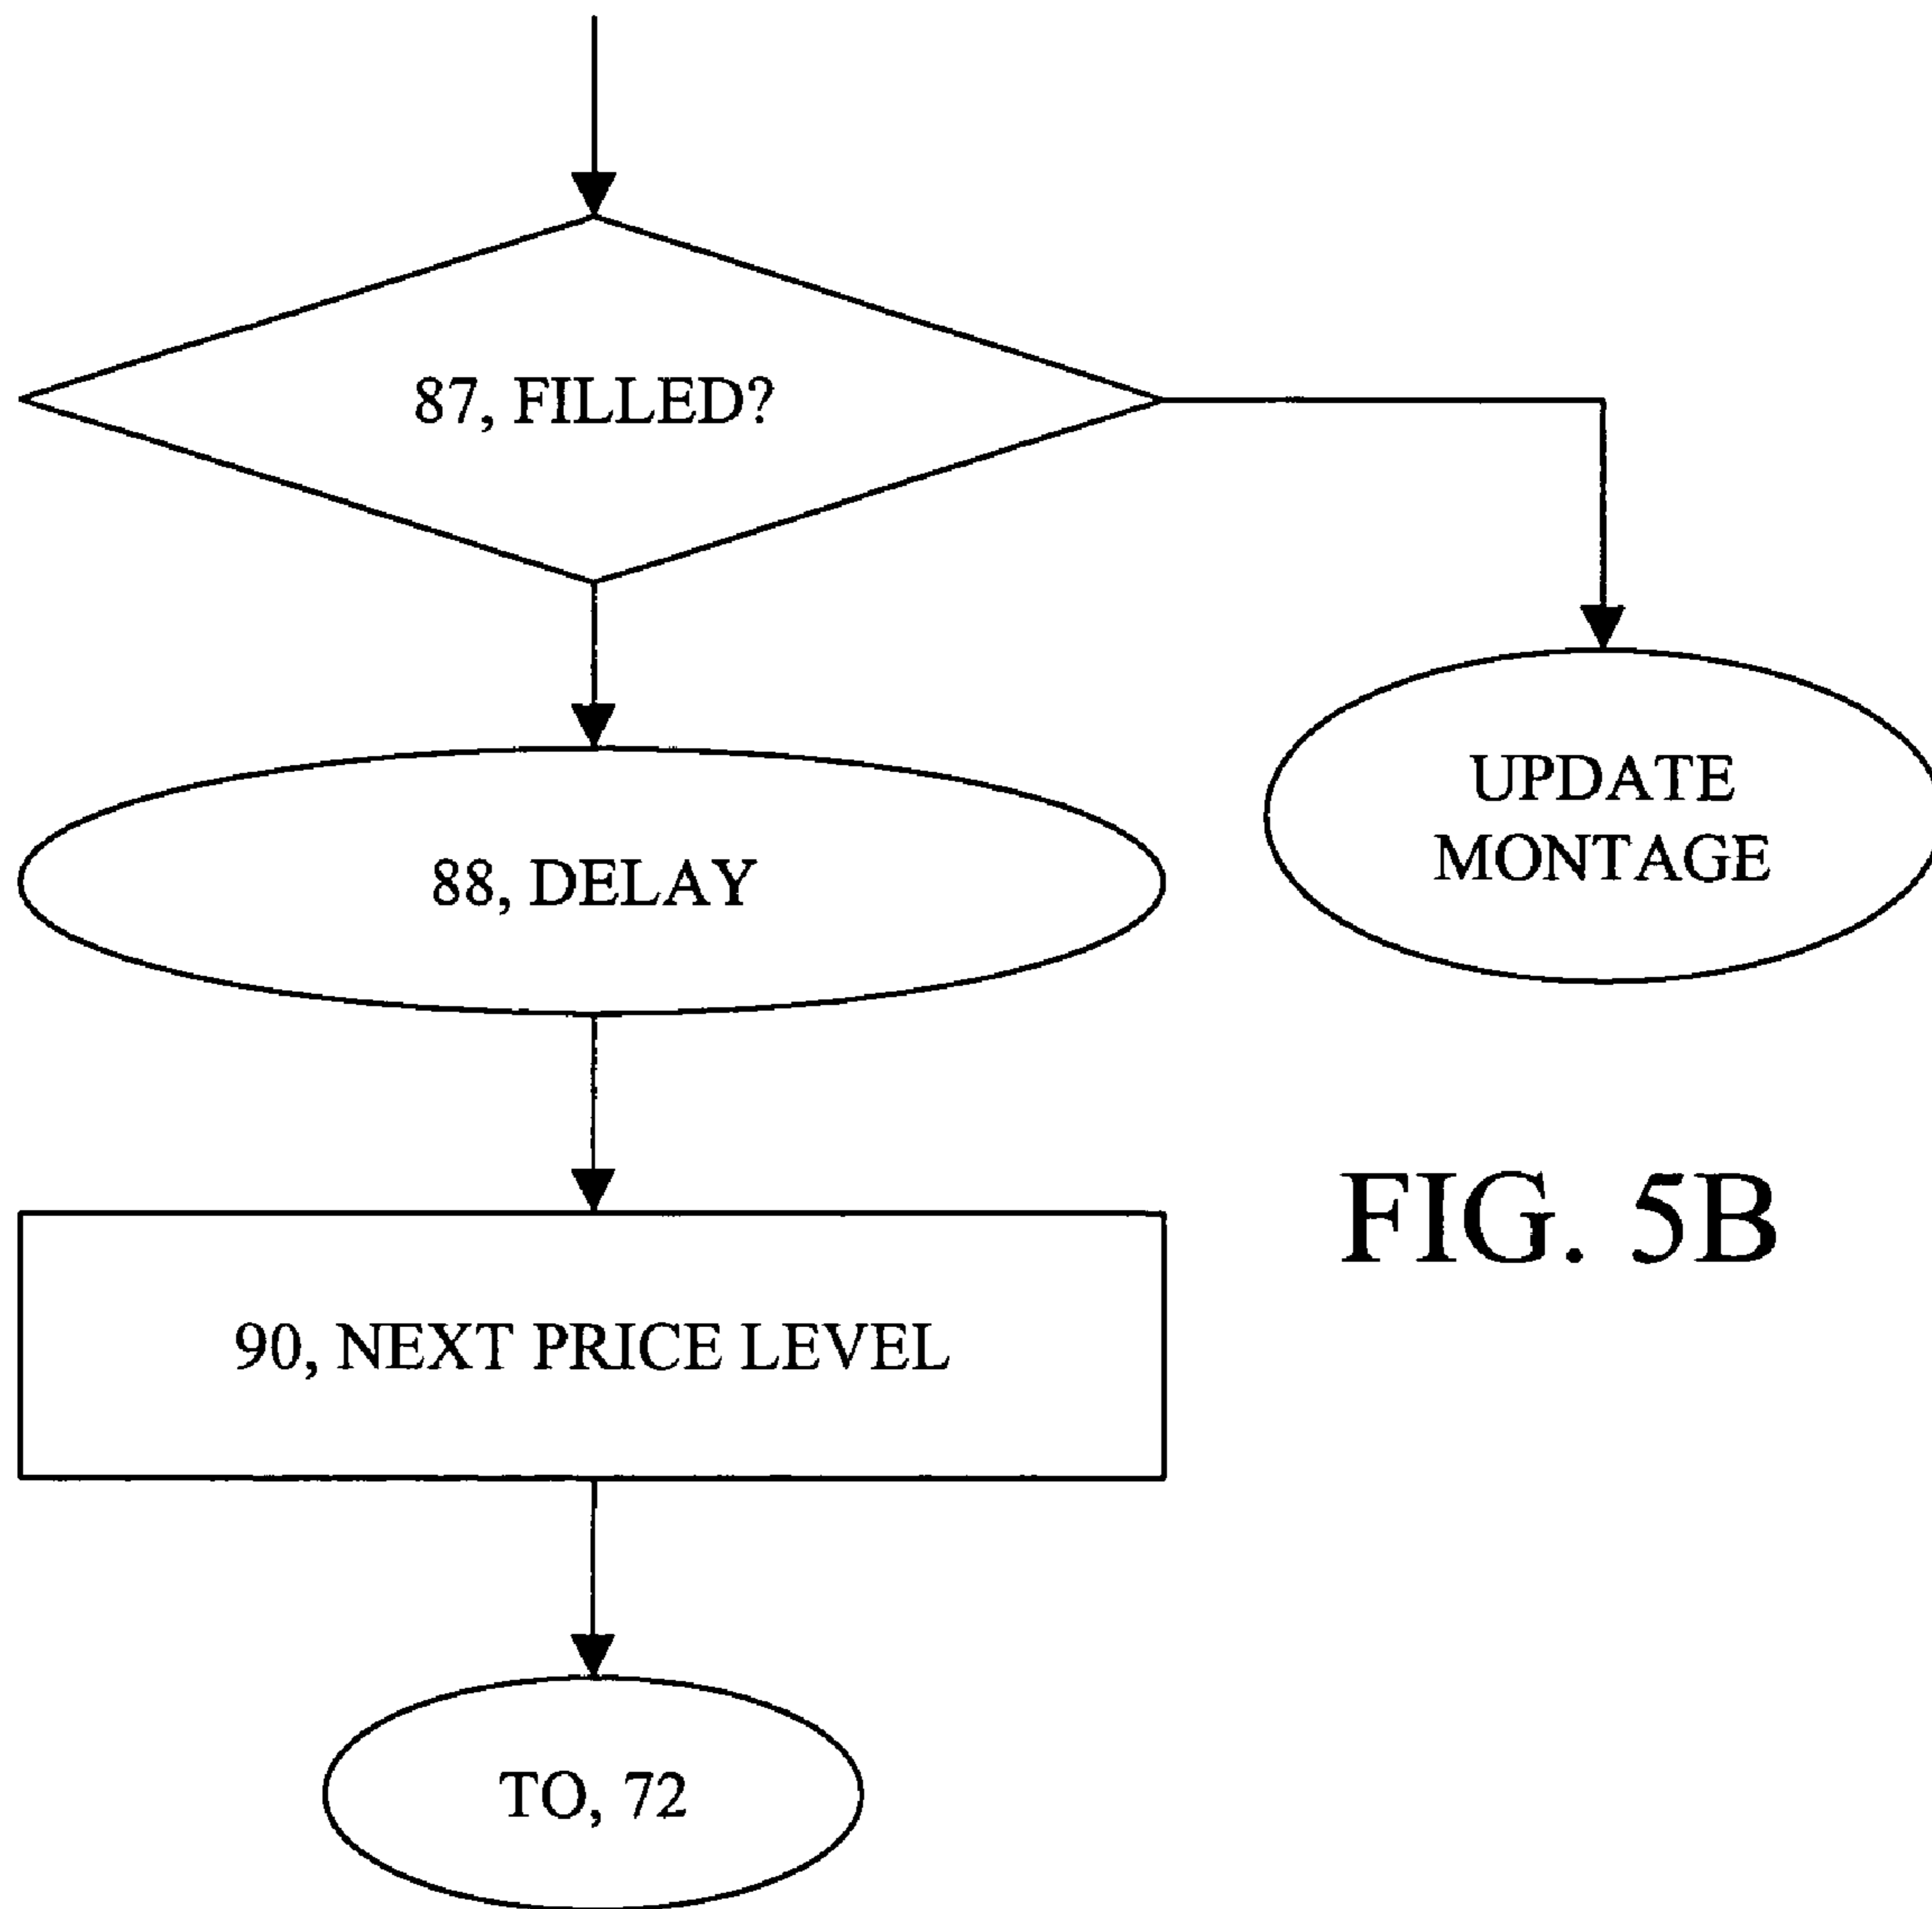 87, FILLED?
UPDATE
MONTAGE
88, DELAY
FIG. 5B
90, NEXT PRICE LEVEL
TO, 72